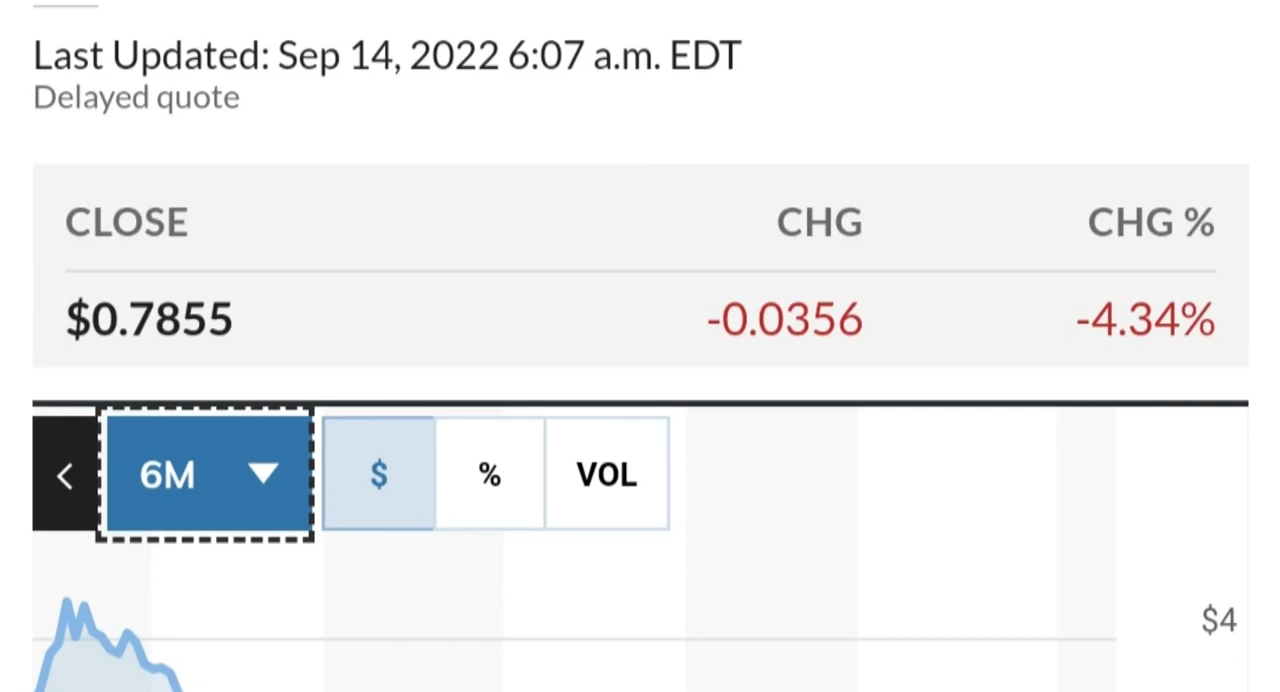 Last Updated: Sep 14, 2022 6:07 a.m. EDT
Delayed quote
CLOSE CHG CHG %
$0.7855 -0.0356 -4.34%
6M $ % VOL
$4